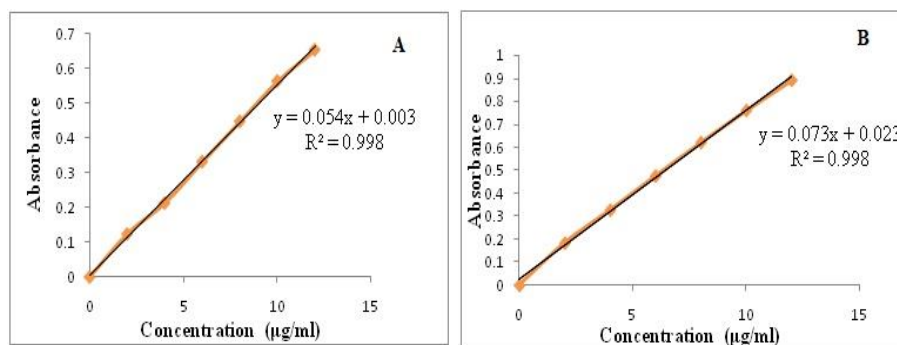 A
0.7
0.6
0.5
0.4
0.3
0.2
0.1
0
Absorbance
y = 0.054x + 0.003
R² = 0.998
0 5 10 15
Concentration (µg/ml)
B
1
0.9
0.8
0.7
0.6
0.5
0.4
0.3
0.2
0.1
0
Absorbance
y = 0.073x + 0.023
R² = 0.998
0 5 10 15
Concentration (µg/ml)